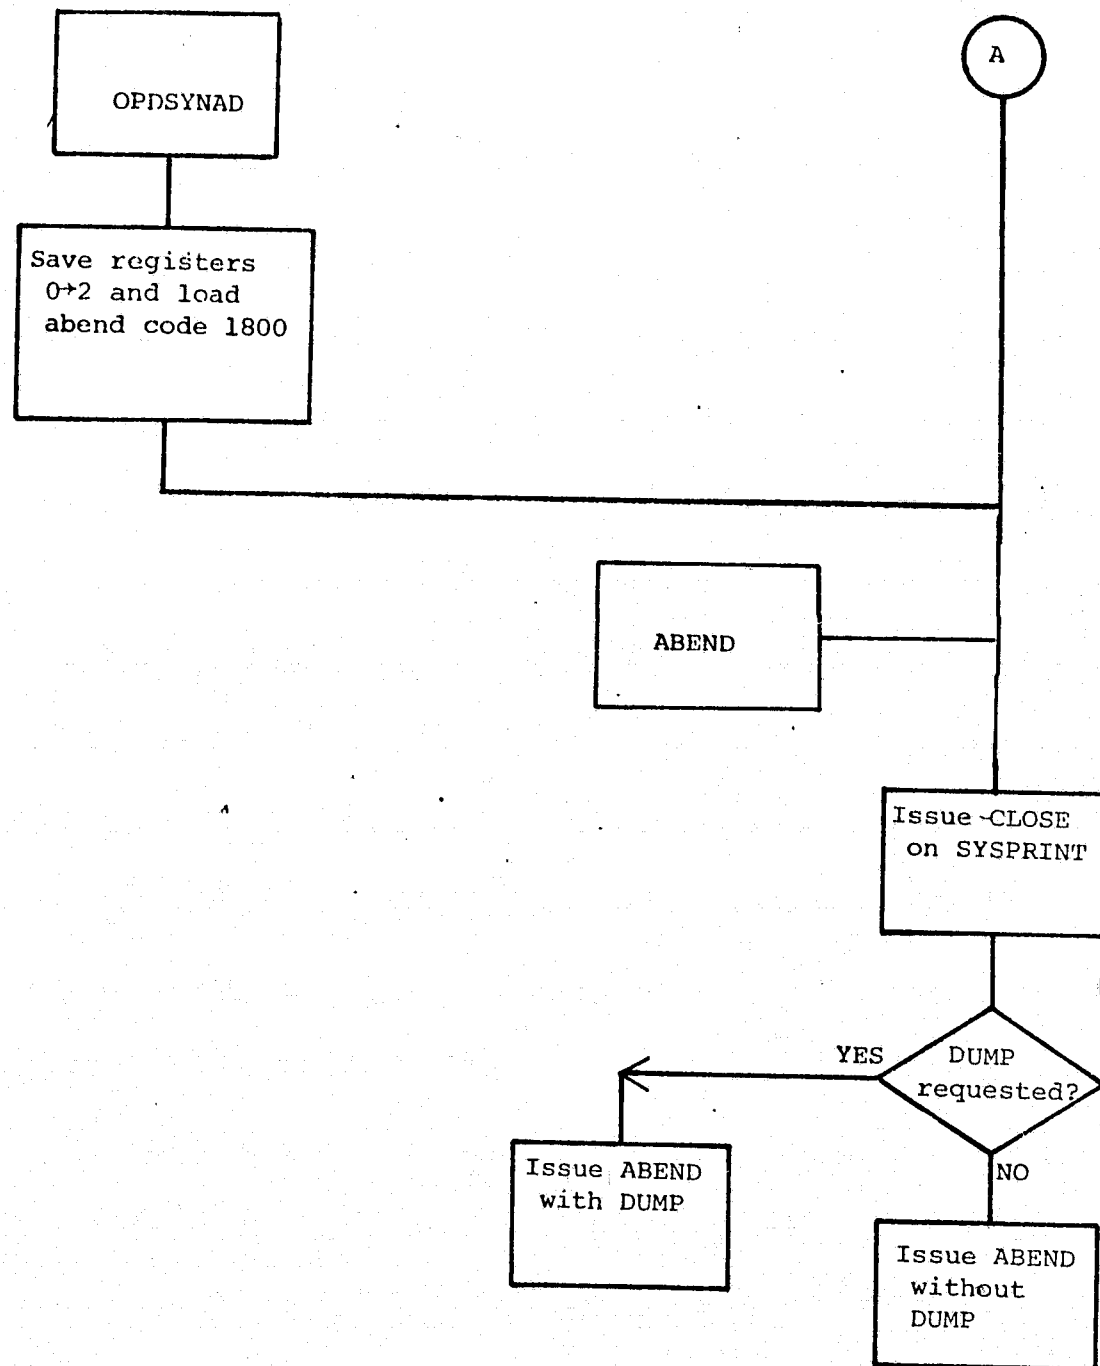 OPDSYNAD
A
Save registers
0→2 and load
abend code 1800
ABEND
Issue CLOSE
on SYSPRINT
YES
DUMP
requested?
NO
Issue ABEND
with DUMP
Issue ABEND
without
DUMP